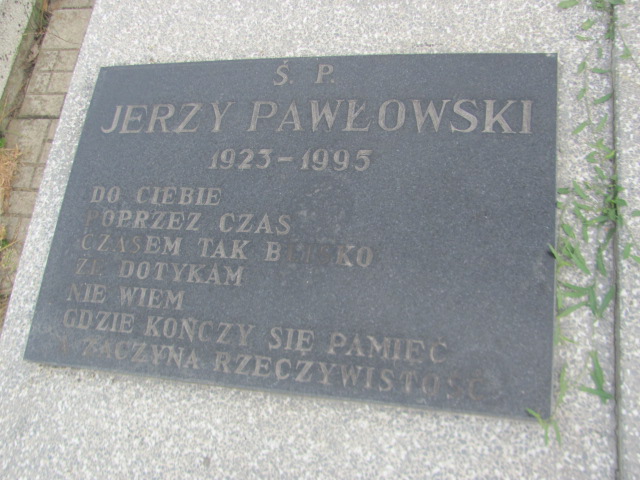 Ś. P.
JERZY PAWŁOWSKI
1923-1995
DO CIEBIE
POPRZEZ CZAS
CZASEM TAK BLISKO
ŻE DOTYKAM
NIE WIEM
GDZIE KOŃCZY SIĘ PAMIĘĆ
A ZACZYNA RZECZYWISTOŚĆ